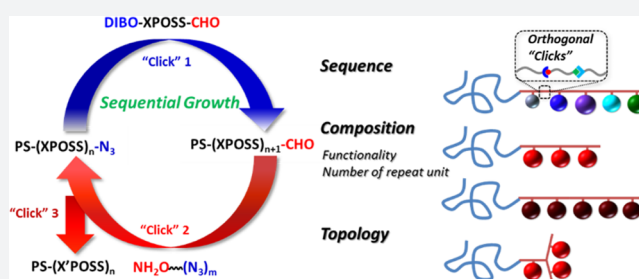 DIBO-XPOSS-CHO
"Click" 1
Sequential Growth
PS-(XPOSS)n-N3
PS-(XPOSS)n+1-CHO
"Click" 3
"Click" 2
PS-(X'POSS)n
NH2O~~(N3)m
Orthogonal
"Clicks"
Sequence
Composition
Functionality
Number of repeat unit
Topology